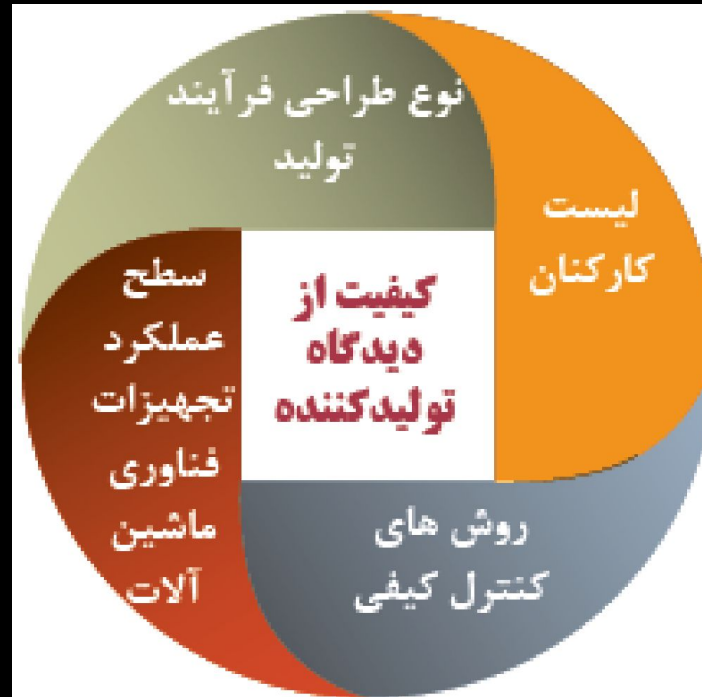 نوع طراحی فرآیند
تولید
لیست
کارکنان
کیفیت از
دیدگاه
تولیدکننده
سطح
عملکرد
تجهیزات
فناوری
ماشین
آلات
روش های
کنترل کیفی